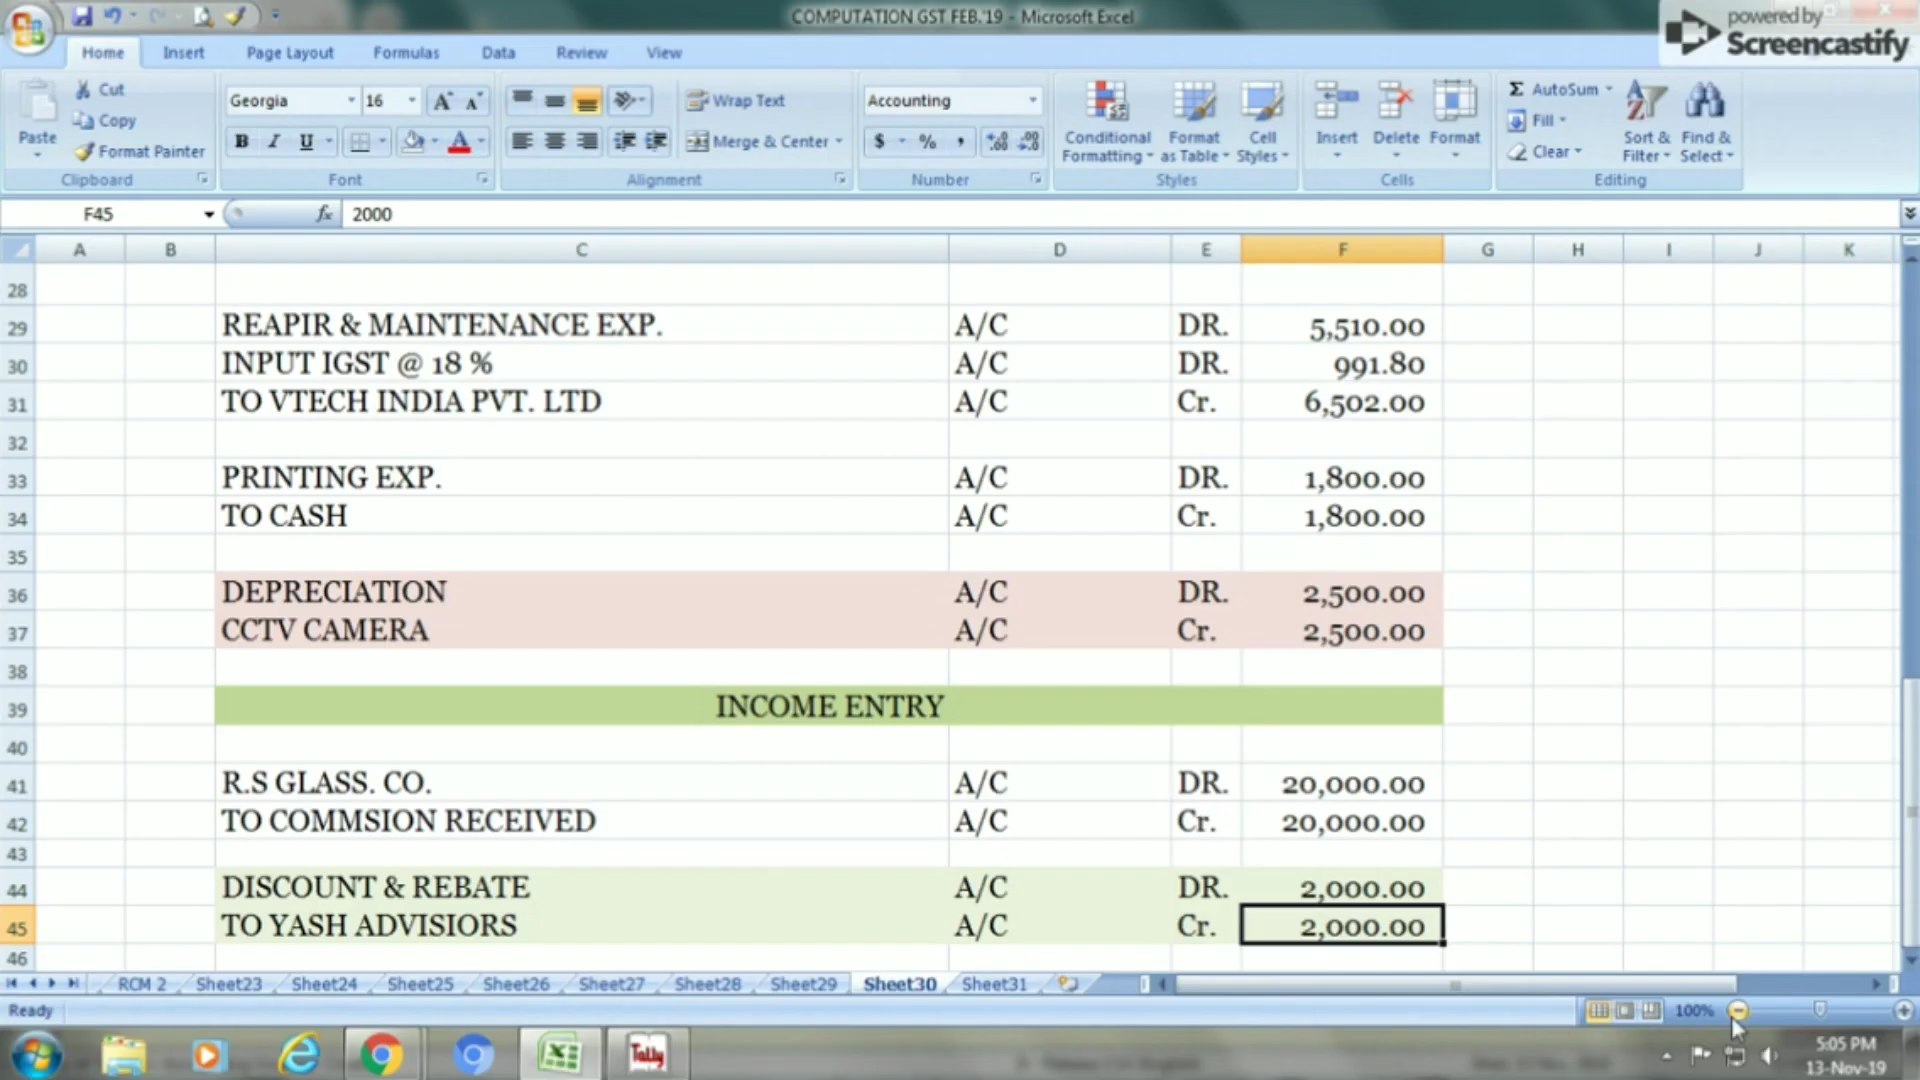 COMPUTATION GST FEB.'19 - Microsoft Excel
powered by
Screencastify
Home Insert Page Layout Formulas Data Review View
Paste
Cut
Copy
Format Painter
Clipboard
Georgia 16
B I U
Font
Wrap Text
Merge & Center
Alignment
Accounting
$ % ,
Number
Conditional Formatting
Format as Table
Cell Styles
Styles
Insert Delete Format
Cells
Σ AutoSum
Fill
Clear
Sort & Filter
Find & Select
Editing
F45 fx 2000
A B C D E F G H I J K
28
29 REAPIR & MAINTENANCE EXP. A/C DR. 5,510.00
30 INPUT IGST @ 18 % A/C DR. 991.80
31 TO VTECH INDIA PVT. LTD A/C Cr. 6,502.00
32
33 PRINTING EXP. A/C DR. 1,800.00
34 TO CASH A/C Cr. 1,800.00
35
36 DEPRECIATION A/C DR. 2,500.00
37 CCTV CAMERA A/C Cr. 2,500.00
38
39 INCOME ENTRY
40
41 R.S GLASS. CO. A/C DR. 20,000.00
42 TO COMMSION RECEIVED A/C Cr. 20,000.00
43
44 DISCOUNT & REBATE A/C DR. 2,000.00
45 TO YASH ADVISIORS A/C Cr. 2,000.00
46
RCM 2 Sheet23 Sheet24 Sheet25 Sheet26 Sheet27 Sheet28 Sheet29 Sheet30 Sheet31
Ready 100%
Tally
5:05 PM
13-Nov-19